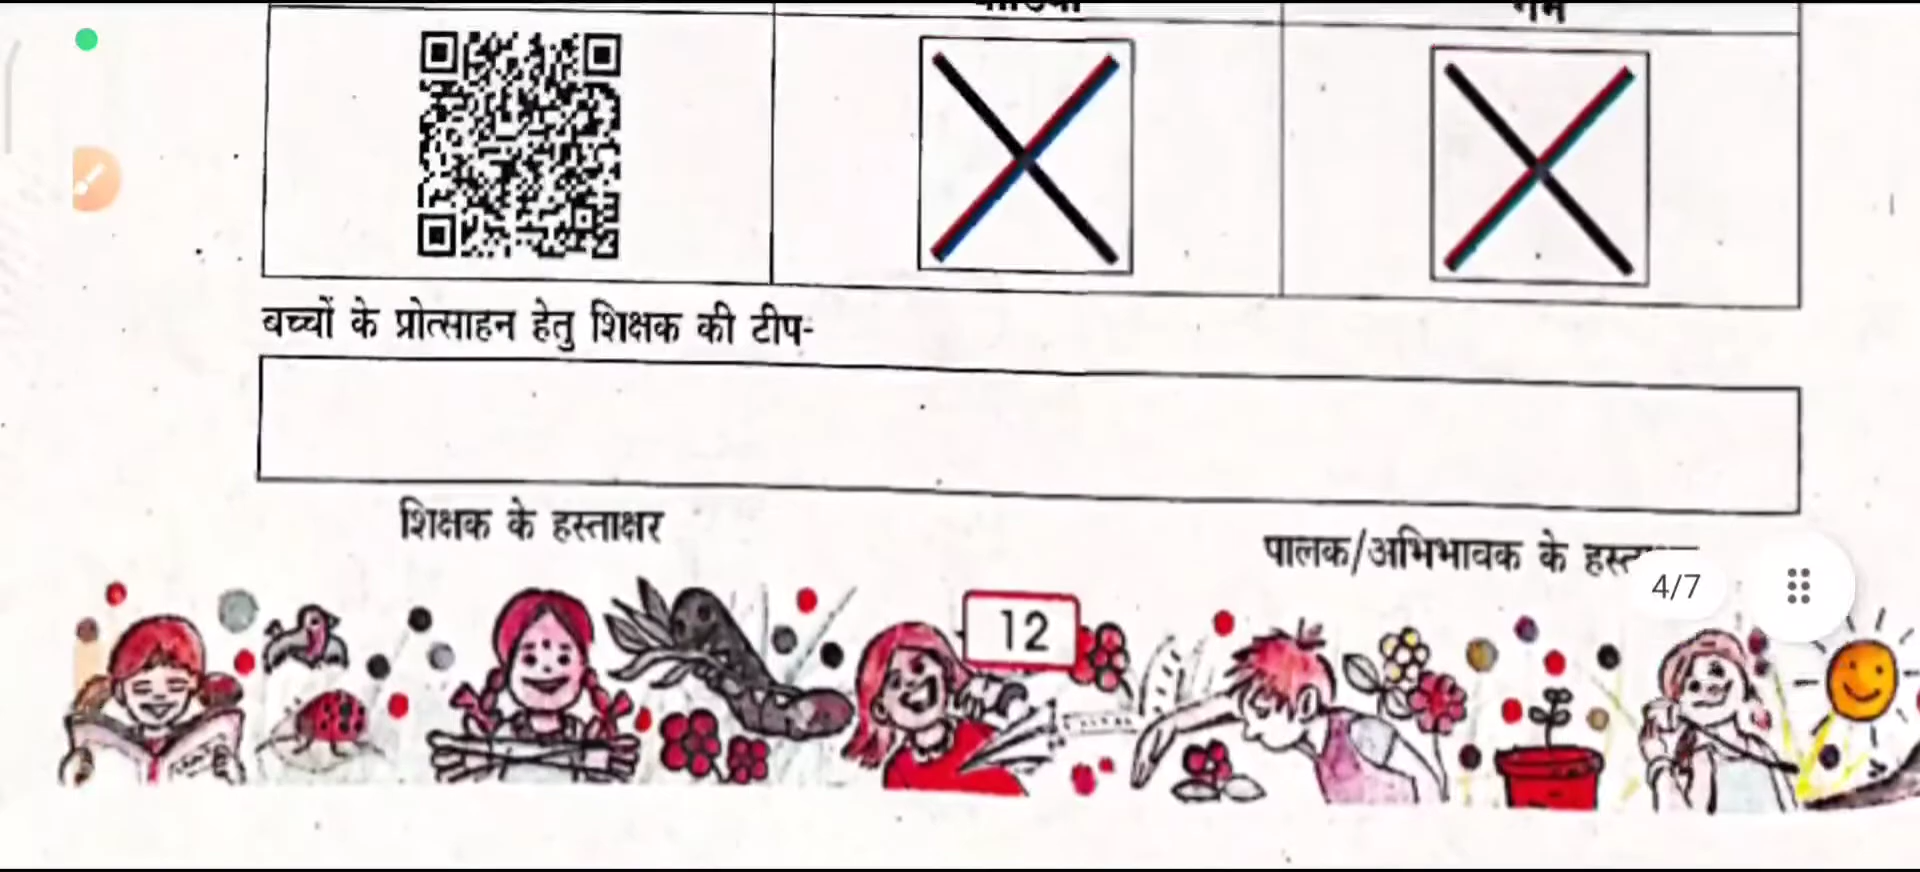 बच्चों के प्रोत्साहन हेतु शिक्षक की टीप-
शिक्षक के हस्ताक्षर
पालक/अभिभावक के
4/7
12